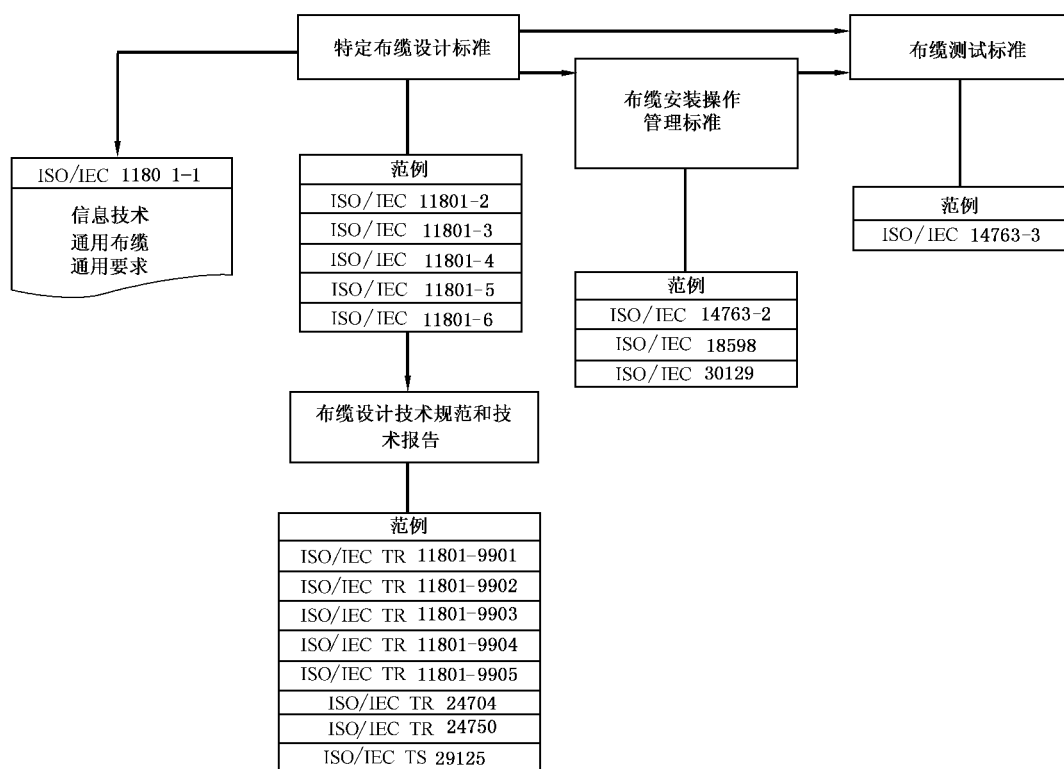 特定布缆设计标准
布缆测试标准
布缆安装操作
管理标准
ISO/IEC 1180 1-1
信息技术
通用布缆
通用要求
范例
ISO/IEC 11801-2
ISO/IEC 11801-3
ISO/IEC 11801-4
ISO/IEC 11801-5
ISO/IEC 11801-6
范例
ISO/IEC 14763-3
范例
ISO/IEC 14763-2
ISO/IEC 18598
ISO/IEC 30129
布缆设计技术规范和技
术报告
范例
ISO/IEC TR 11801-9901
ISO/IEC TR 11801-9902
ISO/IEC TR 11801-9903
ISO/IEC TR 11801-9904
ISO/IEC TR 11801-9905
ISO/IEC TR 24704
ISO/IEC TR 24750
ISO/IEC TS 29125